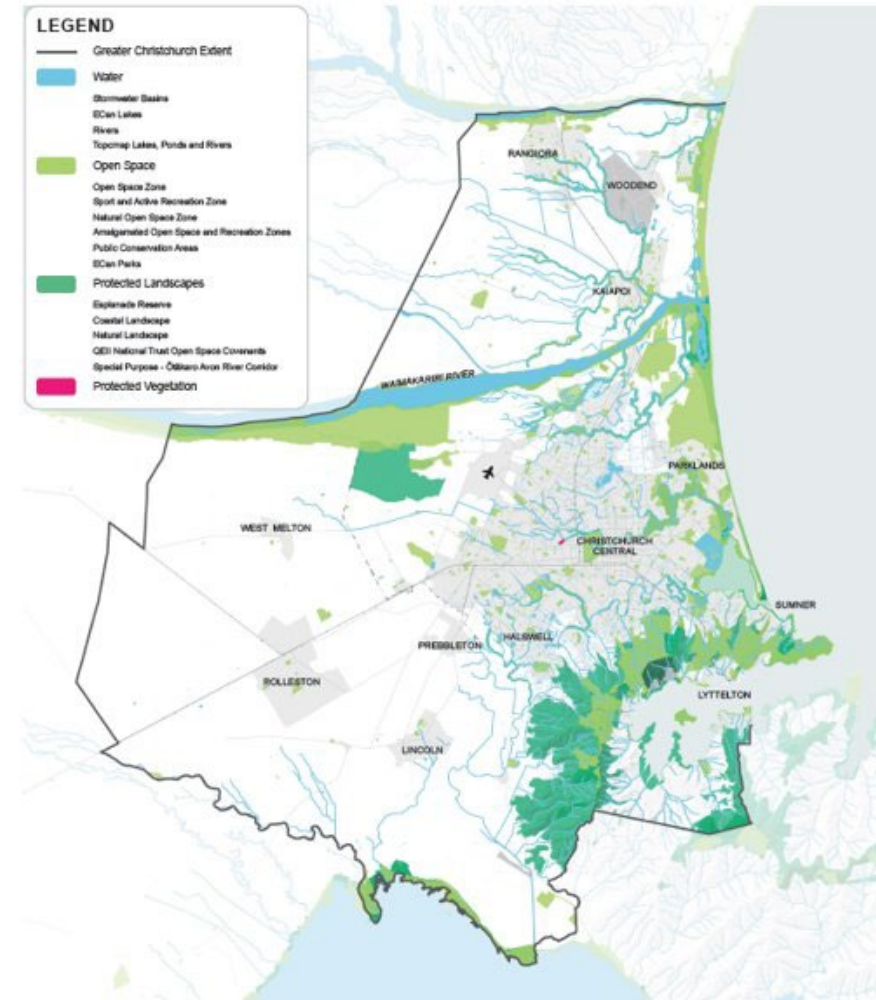 LEGEND
Greater Christchurch Extent
Water
Stormwater Basins
ECan Lakes
Rivers
Topomap Lakes, Ponds and Rivers
Open Space
Open Space Zone
Sport and Active Recreation Zone
Natural Open Space Zone
Amalgamated Open Space and Recreation Zones
Public Conservation Areas
ECan Parks
Protected Landscapes
Esplanade Reserve
Coastal Landscape
Natural Landscape
QEII National Trust Open Space Covenants
Special Purpose - Ōtākaro Avon River Corridor
Protected Vegetation
RANGIORA
WOODEND
KAIAPOI
WAIMAKARIRI RIVER
PARKLANDS
WEST MELTON
CHRISTCHURCH
CENTRAL
SUMNER
PREBBLETON
HALSWELL
ROLLESTON
LYTTELTON
LINCOLN